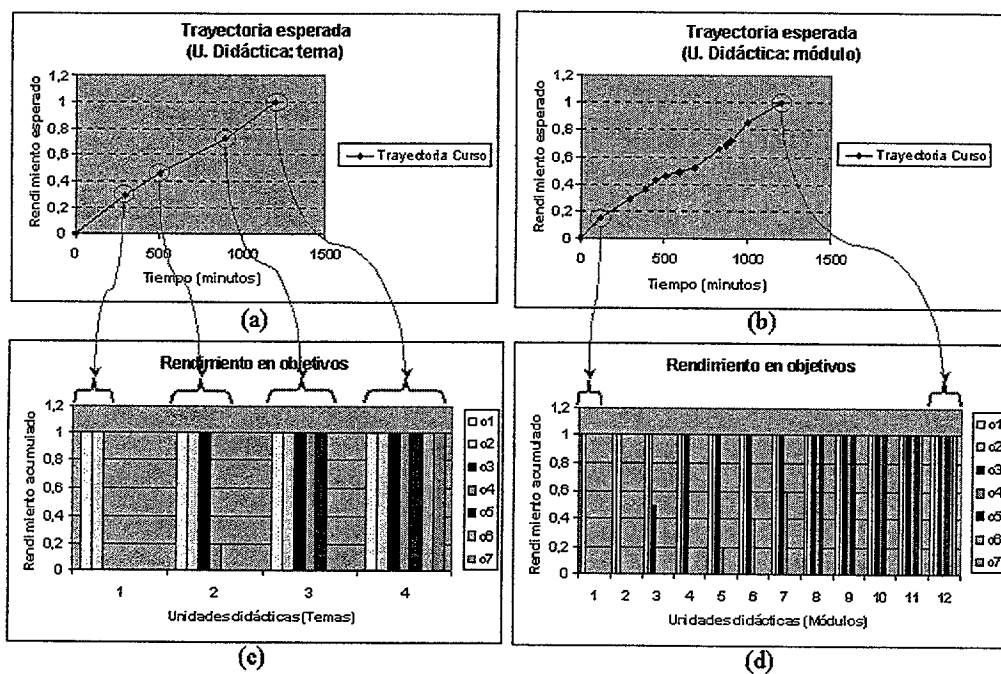 Trayectoria esperada
(U. Didáctica: tema)
1,2
1
0,8
0,6
0,4
0,2
0
Rendimiento esperado
0
500
1000
1500
Tiempo (minutos)
Trayectoria Curso
(a)
Trayectoria esperada
(U. Didáctica: módulo)
1,2
1
0,8
0,6
0,4
0,2
0
Rendimiento esperado
0
500
1000
1500
Tiempo (minutos)
Trayectoria Curso
(b)
Rendimiento en objetivos
1,2
1
0,8
0,6
0,4
0,2
0
Rendimiento acumulado
1
2
3
4
Unidades didácticas (Temas)
o1
o2
o3
o4
o5
o6
o7
(c)
Rendimiento en objetivos
1,2
1
0,8
0,6
0,4
0,2
0
Rendimiento acumulado
1 2 3 4 5 6 7 8 9 10 11 12
Unidades didácticas (Módulos)
o1
o2
o3
o4
o5
o6
o7
(d)